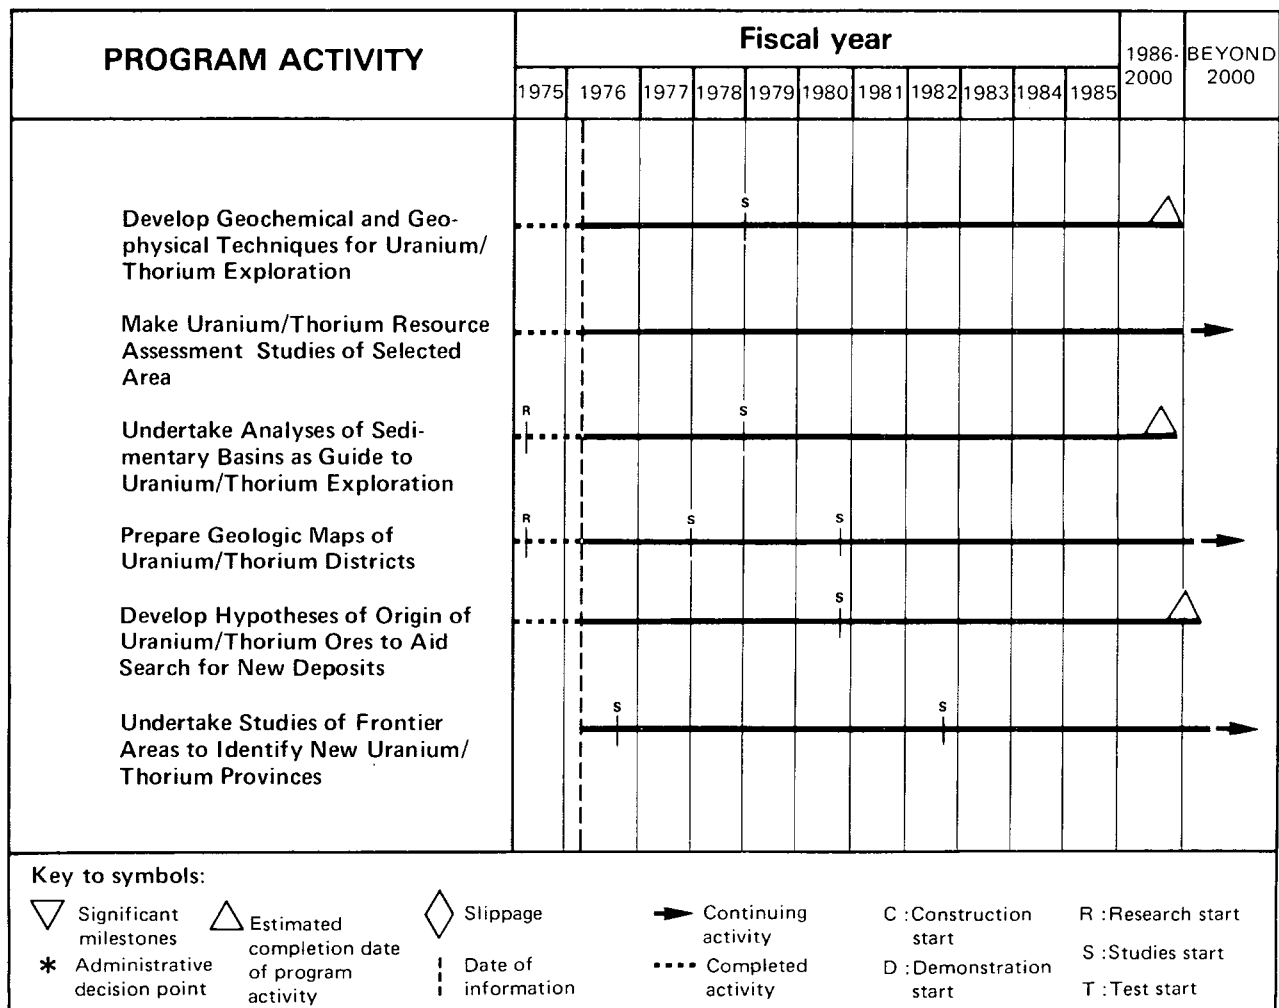 PROGRAM ACTIVITY
Fiscal year
1986-
2000
BEYOND
2000
1975 1976 1977 1978 1979 1980 1981 1982 1983 1984 1985
S
Develop Geochemical and Geo-
physical Techniques for Uranium/
Thorium Exploration
Make Uranium/Thorium Resource
Assessment Studies of Selected
Area
R S
Undertake Analyses of Sedi-
mentary Basins as Guide to
Uranium/Thorium Exploration
R S S
Prepare Geologic Maps of
Uranium/Thorium Districts
S
Develop Hypotheses of Origin of
Uranium/Thorium Ores to Aid
Search for New Deposits
S S
Undertake Studies of Frontier
Areas to Identify New Uranium/
Thorium Provinces
Key to symbols:
Significant
milestones
* Administrative
decision point
Estimated
completion date
of program
activity
Slippage
Date of
information
Continuing
activity
Completed
activity
C :Construction
start
D :Demonstration
start
R :Research start
S :Studies start
T :Test start